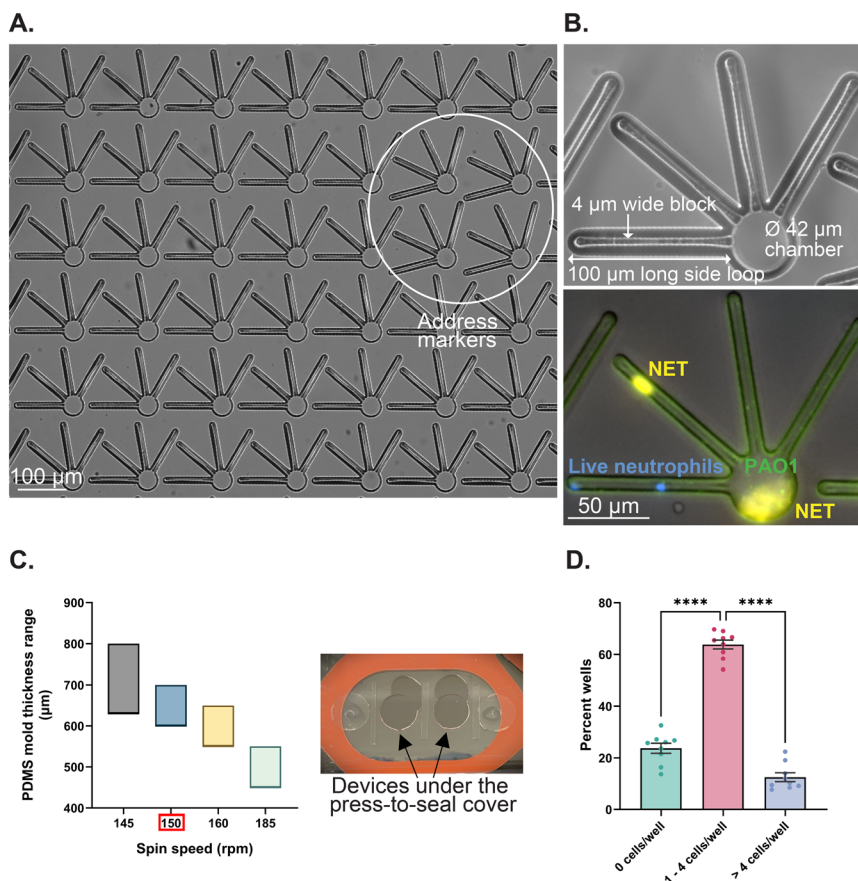 A.
Address
markers
100 µm
B.
4 µm wide block
Ø 42 µm
chamber
100 µm long side loop
NET
Live neutrophils
PAO1
50 µm
NET
C.
PDMS mold thickness range
(µm)
900
800
700
600
500
400
145
150
160
185
Spin speed (rpm)
Devices under the
press-to-seal cover
D.
Percent wells
80
60
40
20
0
****
****
0 cells/well
1 - 4 cells/well
> 4 cells/well